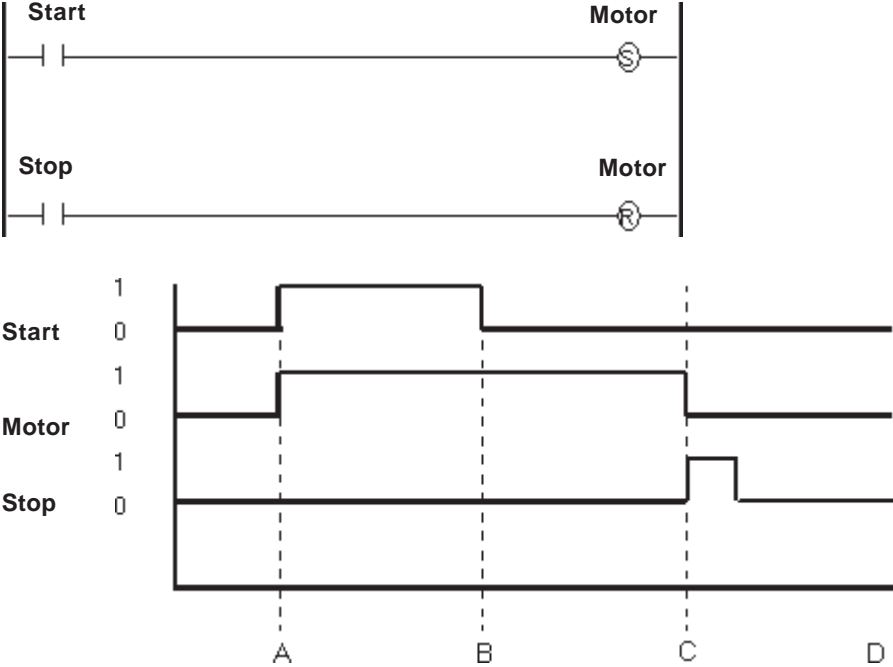 Start Motor
S
Stop Motor
R
1
Start 0
1
Motor 0
1
Stop 0
A B C D